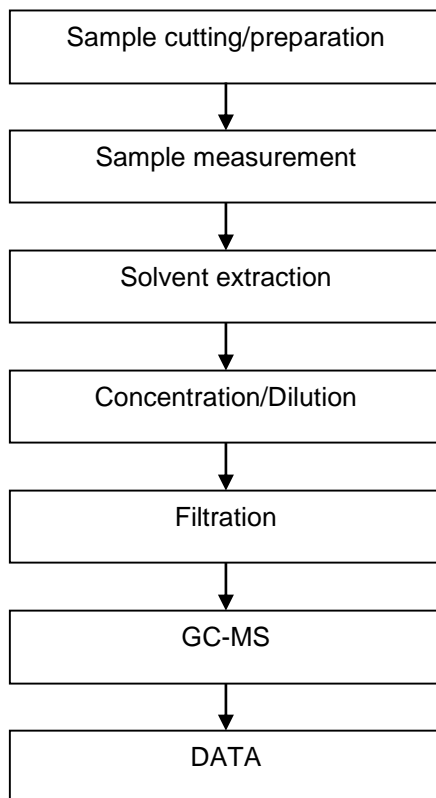 Sample cutting/preparation
Sample measurement
Solvent extraction
Concentration/Dilution
Filtration
GC-MS
DATA